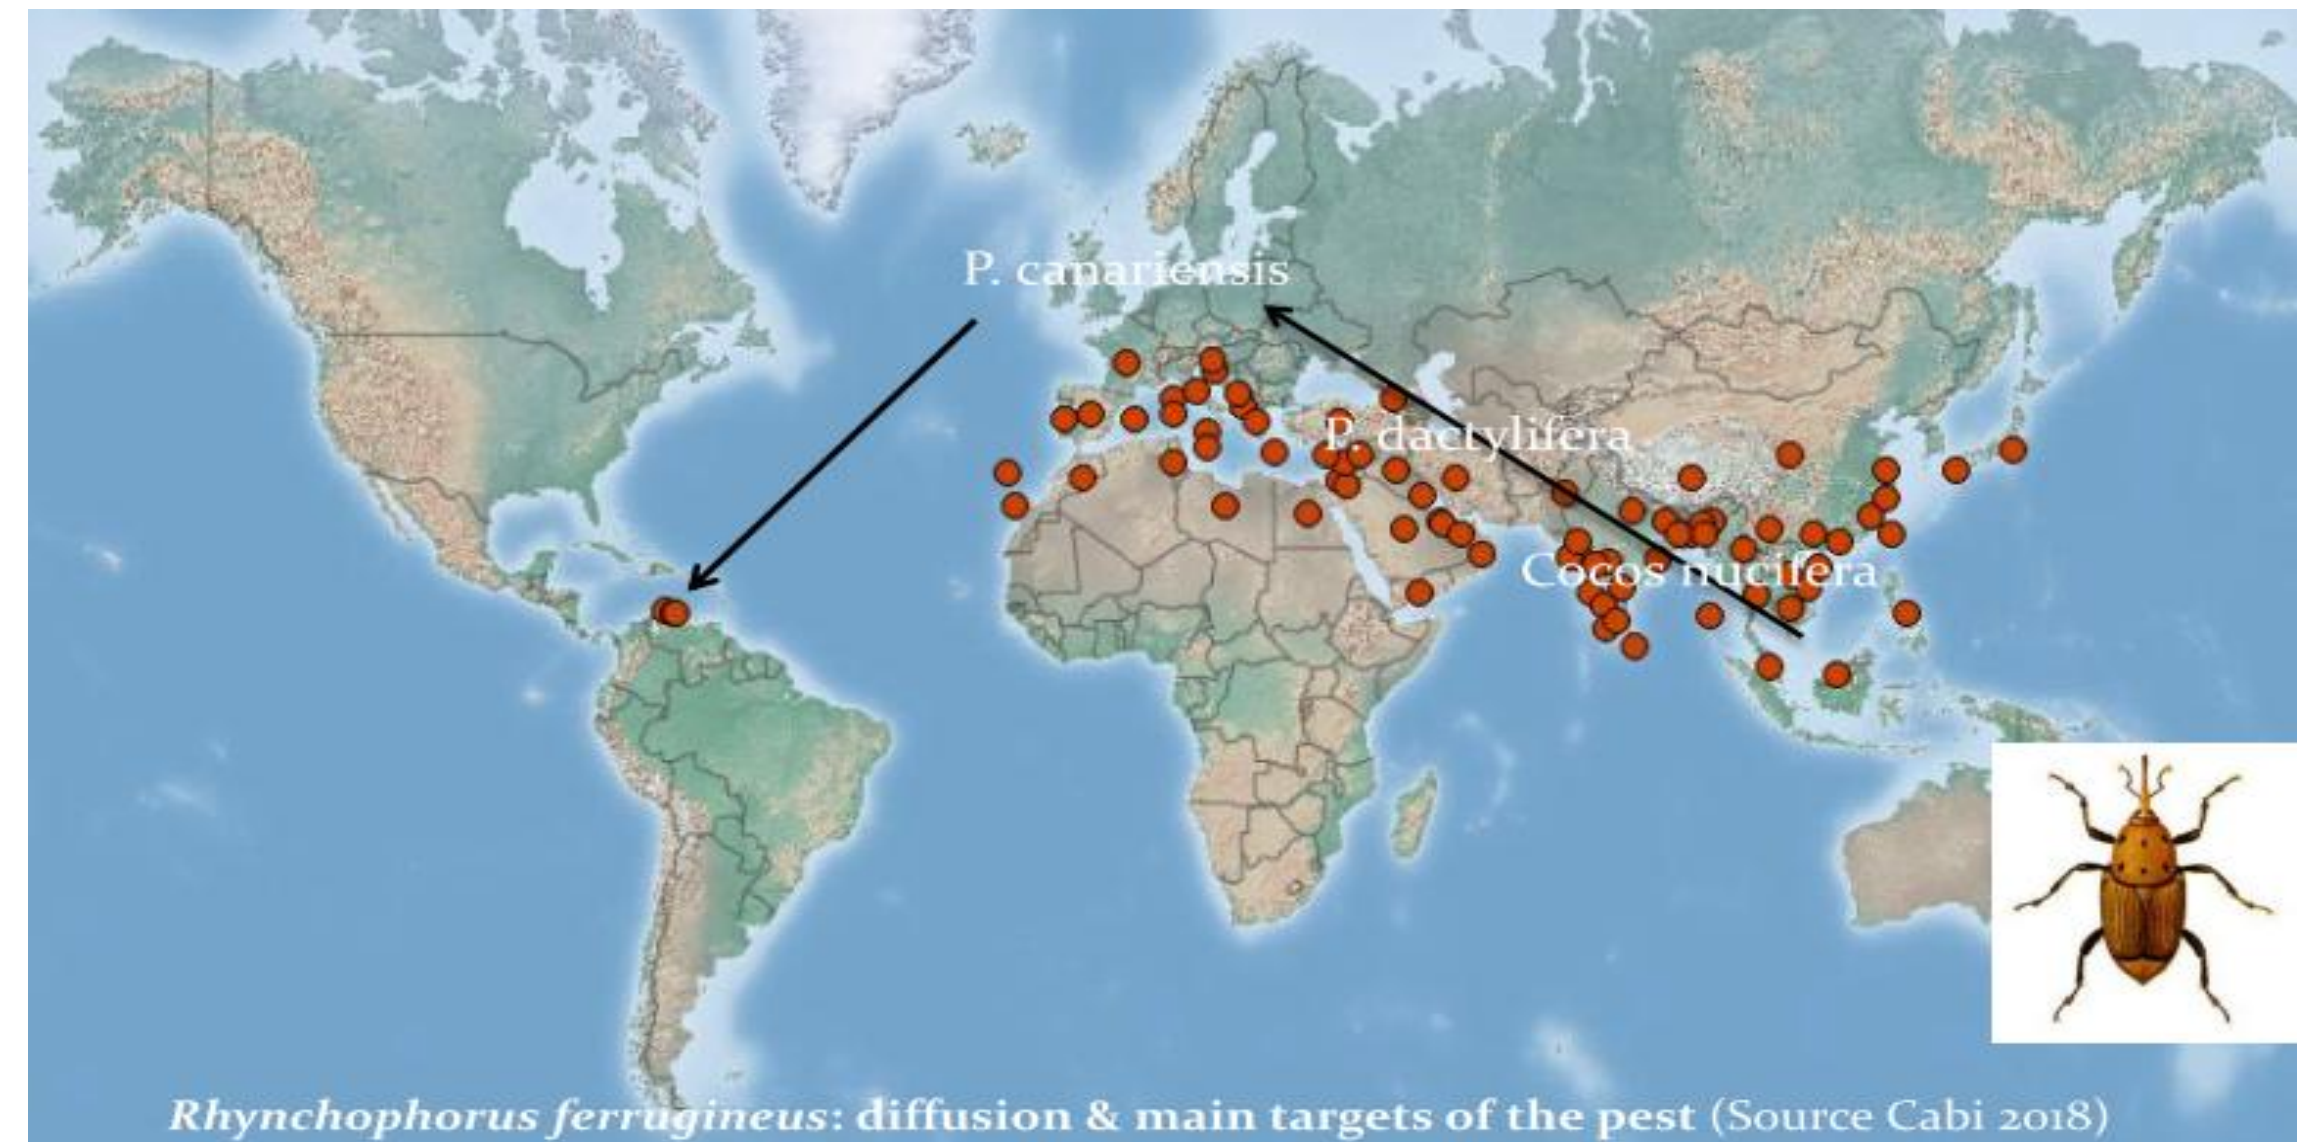 P. canariensis
P. dactylifera
Cocos nucifera
Rhynchophorus ferrugineus: diffusion & main targets of the pest (Source Cabi 2018)